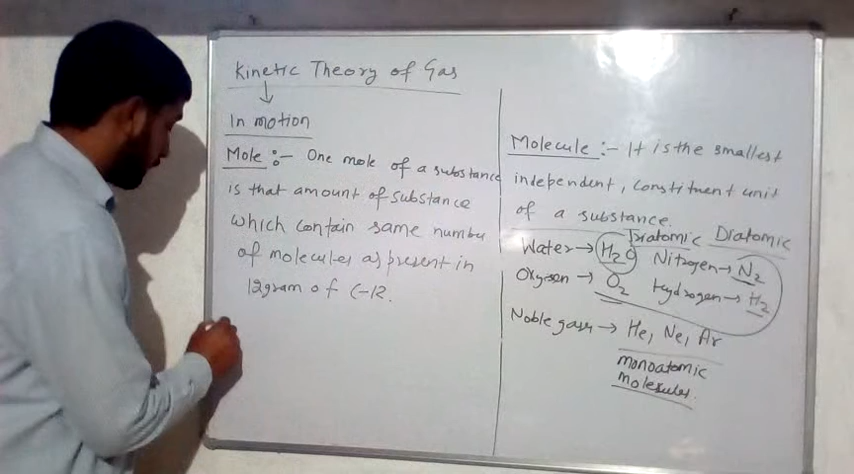 Kinetic Theory of Gas
In motion
Mole :- One mole of a substance
is that amount of substance
which contain same number
of molecules as present in
12gram of C-12.
Molecule :- It is the smallest
independent, constituent unit
of a substance.
Triatomic Diatomic
Water → H2O Nitrogen → N2
Oxygen → O2 Hydrogen → H2
Noble gases → He, Ne, Ar
monoatomic
molecules.